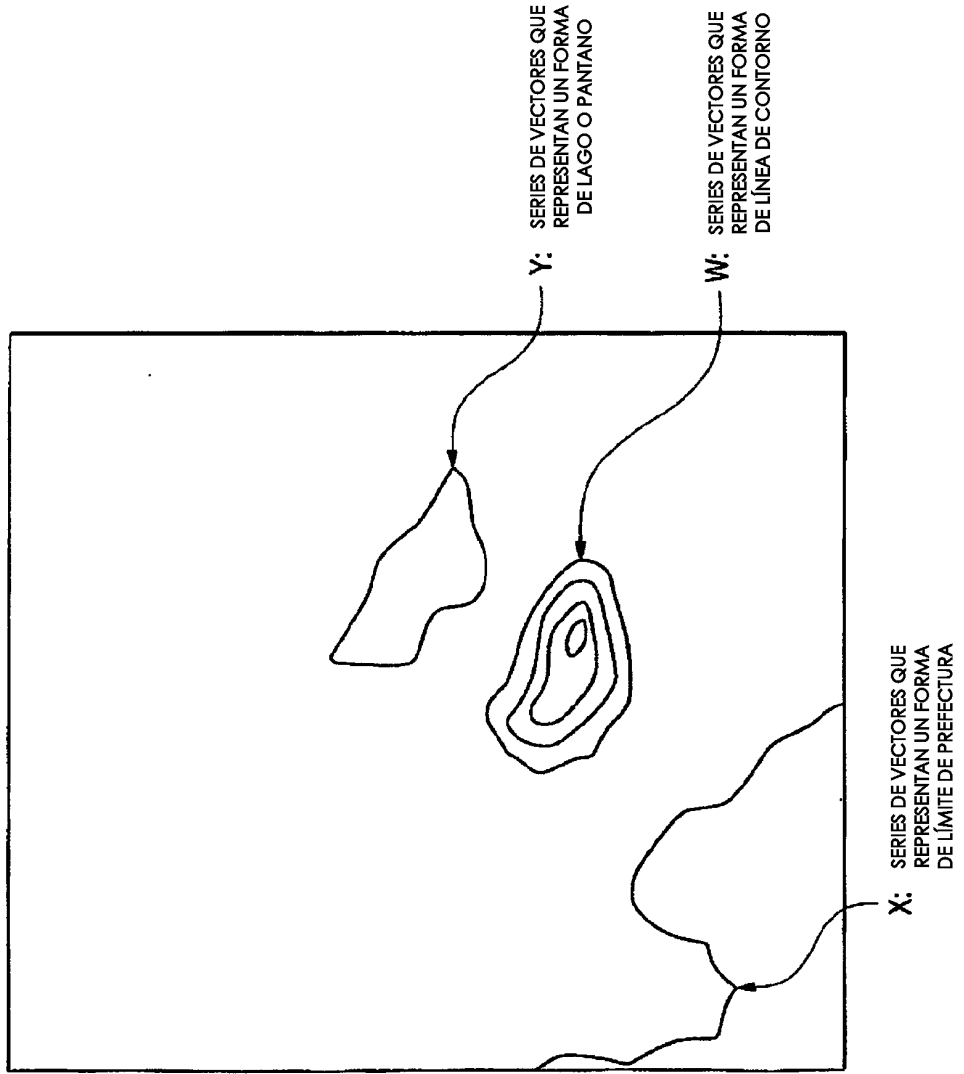 Y: SERIES DE VECTORES QUE
REPRESENTAN UN FORMA
DE LAGO O PANTANO
W: SERIES DE VECTORES QUE
REPRESENTAN UN FORMA
DE LÍNEA DE CONTORNO
X: SERIES DE VECTORES QUE
REPRESENTAN UN FORMA
DE LÍMITE DE PREFECTURA